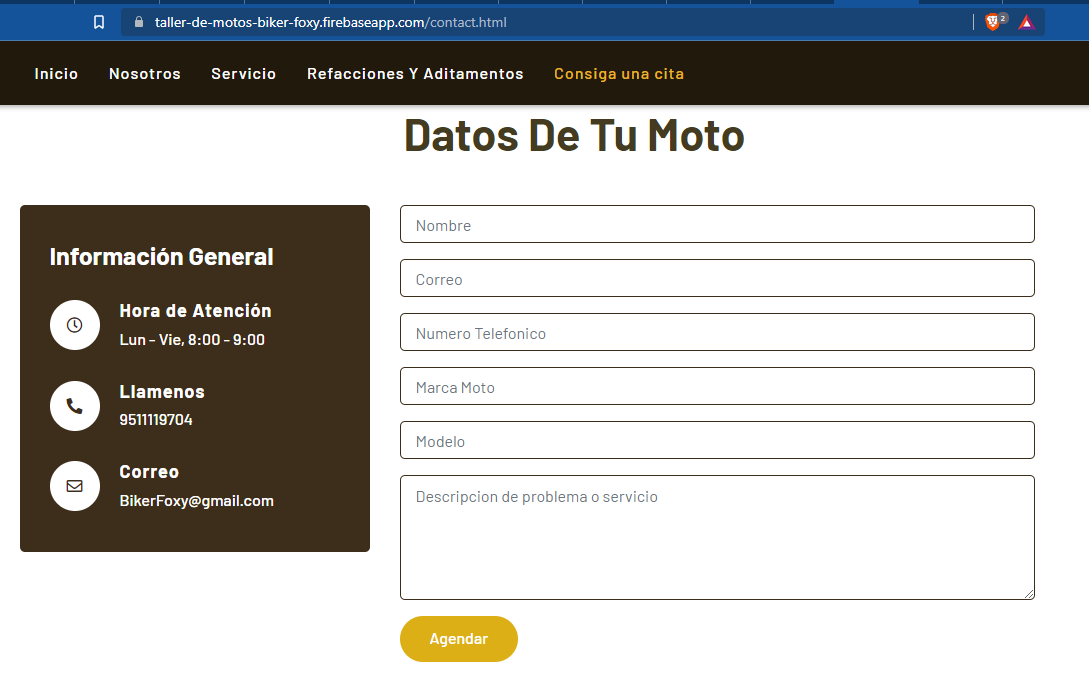 taller-de-motos-biker-foxy.firebaseapp.com/contact.html
2
Inicio Nosotros Servicio Refacciones Y Aditamentos Consiga una cita
Datos De Tu Moto
Información General
Hora de Atención
Lun - Vie, 8:00 - 9:00
Llamenos
9511119704
Correo
BikerFoxy@gmail.com
Nombre
Correo
Numero Telefonico
Marca Moto
Modelo
Descripcion de problema o servicio
Agendar